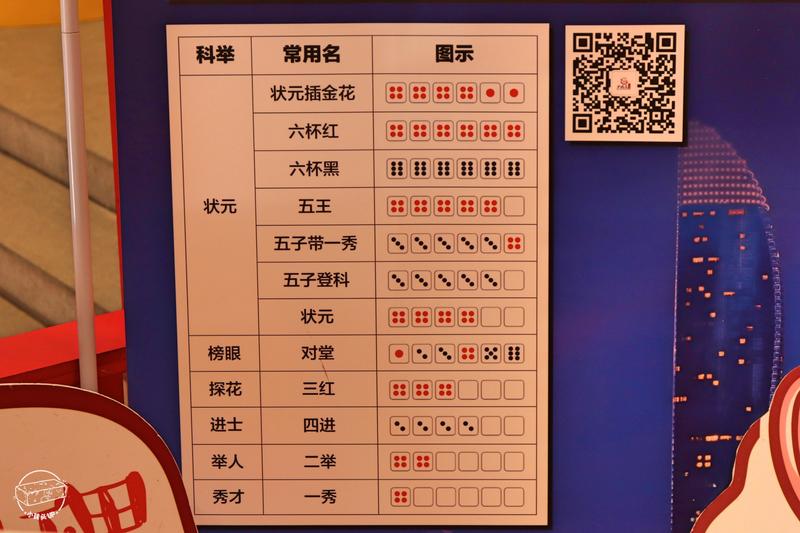 科举 常用名 图示
状元 状元插金花
六杯红
六杯黑
五王
五子带一秀
五子登科
状元
榜眼 对堂
探花 三红
进士 四进
举人 二举
秀才 一秀